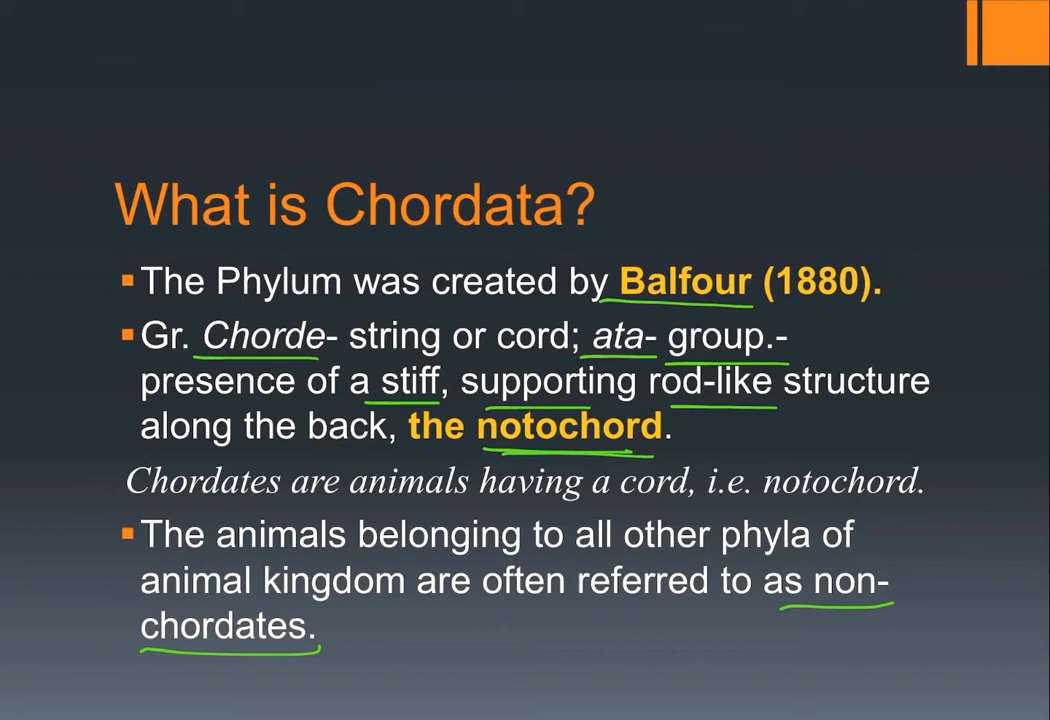 What is Chordata?
▪The Phylum was created by Balfour (1880).
▪Gr. Chorde- string or cord; ata- group.-
presence of a stiff, supporting rod-like structure
along the back, the notochord.
Chordates are animals having a cord, i.e. notochord.
▪The animals belonging to all other phyla of
animal kingdom are often referred to as non-
chordates.